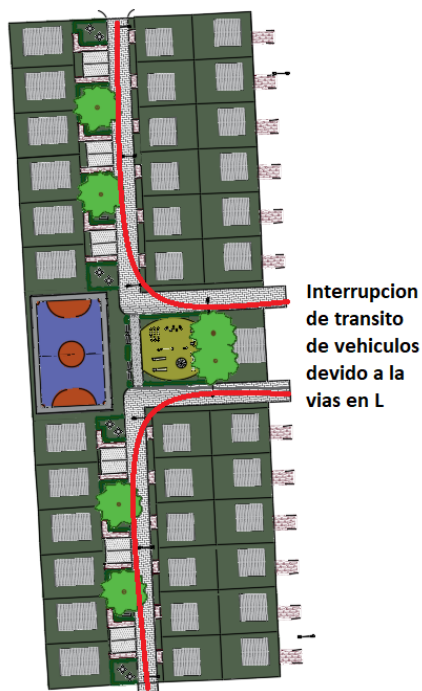 Interrupcion
de transito
de vehiculos
devido a la
vias en L